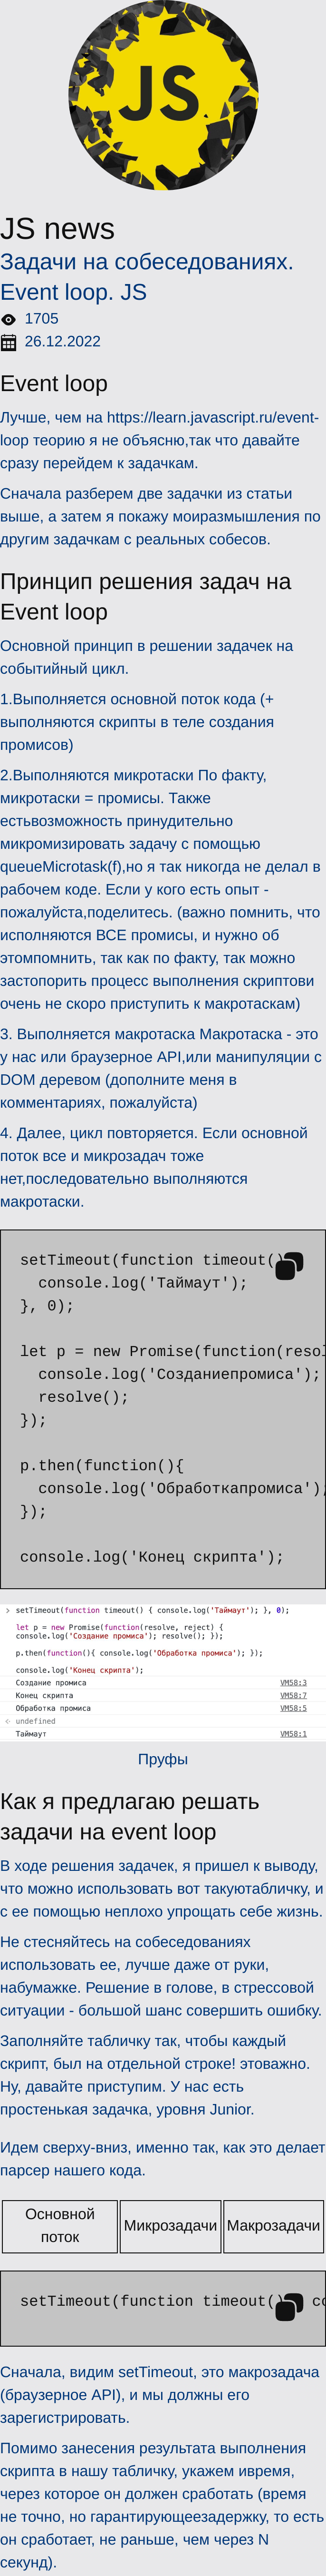 JS
JS news
Задачи на собеседованиях.
Event loop. JS
1705
26.12.2022
Event loop
Лучше, чем на https://learn.javascript.ru/event-
loop теорию я не объясню,так что давайте
сразу перейдем к задачкам.
Сначала разберем две задачки из статьи
выше, а затем я покажу моиразмышления по
другим задачкам с реальных собесов.
Принцип решения задач на
Event loop
Основной принцип в решении задачек на
событийный цикл.
1.Выполняется основной поток кода (+
выполняются скрипты в теле создания
промисов)
2.Выполняются микротаски По факту,
микротаски = промисы. Также
естьвозможность принудительно
микромизировать задачу с помощью
queueMicrotask(f),но я так никогда не делал в
рабочем коде. Если у кого есть опыт -
пожалуйста,поделитесь. (важно помнить, что
исполняются ВСЕ промисы, и нужно об
этомпомнить, так как по факту, так можно
застопорить процесс выполнения скриптови
очень не скоро приступить к макротаскам)
3. Выполняется макротаска Макротаска - это
у нас или браузерное API,или манипуляции с
DOM деревом (дополните меня в
комментариях, пожалуйста)
4. Далее, цикл повторяется. Если основной
поток все и микрозадач тоже
нет,последовательно выполняются
макротаски.
setTimeout(function timeout()
console.log('Таймаут');
}, 0);
let p = new Promise(function(resol
console.log('Созданиепромиса');
resolve();
});
p.then(function(){
console.log('Обработкапромиса');
});
console.log('Конец скрипта');
> setTimeout(function timeout() { console.log('Таймаут'); }, 0);
let p = new Promise(function(resolve, reject) {
console.log('Создание промиса'); resolve(); });
p.then(function(){ console.log('Обработка промиса'); });
console.log('Конец скрипта');
Создание промиса VM58:3
Конец скрипта VM58:7
Обработка промиса VM58:5
undefined
Таймаут VM58:1
Пруфы
Как я предлагаю решать
задачи на event loop
В ходе решения задачек, я пришел к выводу,
что можно использовать вот такуютабличку, и
с ее помощью неплохо упрощать себе жизнь.
Не стесняйтесь на собеседованиях
использовать ее, лучше даже от руки,
набумажке. Решение в голове, в стрессовой
ситуации - большой шанс совершить ошибку.
Заполняйте табличку так, чтобы каждый
скрипт, был на отдельной строке! этоважно.
Ну, давайте приступим. У нас есть
простенькая задачка, уровня Junior.
Идем сверху-вниз, именно так, как это делает
парсер нашего кода.
Основной
поток
Микрозадачи
Макрозадачи
setTimeout(function timeout() co
Сначала, видим setTimeout, это макрозадача
(браузерное API), и мы должны его
зарегистрировать.
Помимо занесения результата выполнения
скрипта в нашу табличку, укажем ивремя,
через которое он должен сработать (время
не точно, но гарантирующеезадержку, то есть
он сработает, не раньше, чем через N
секунд).